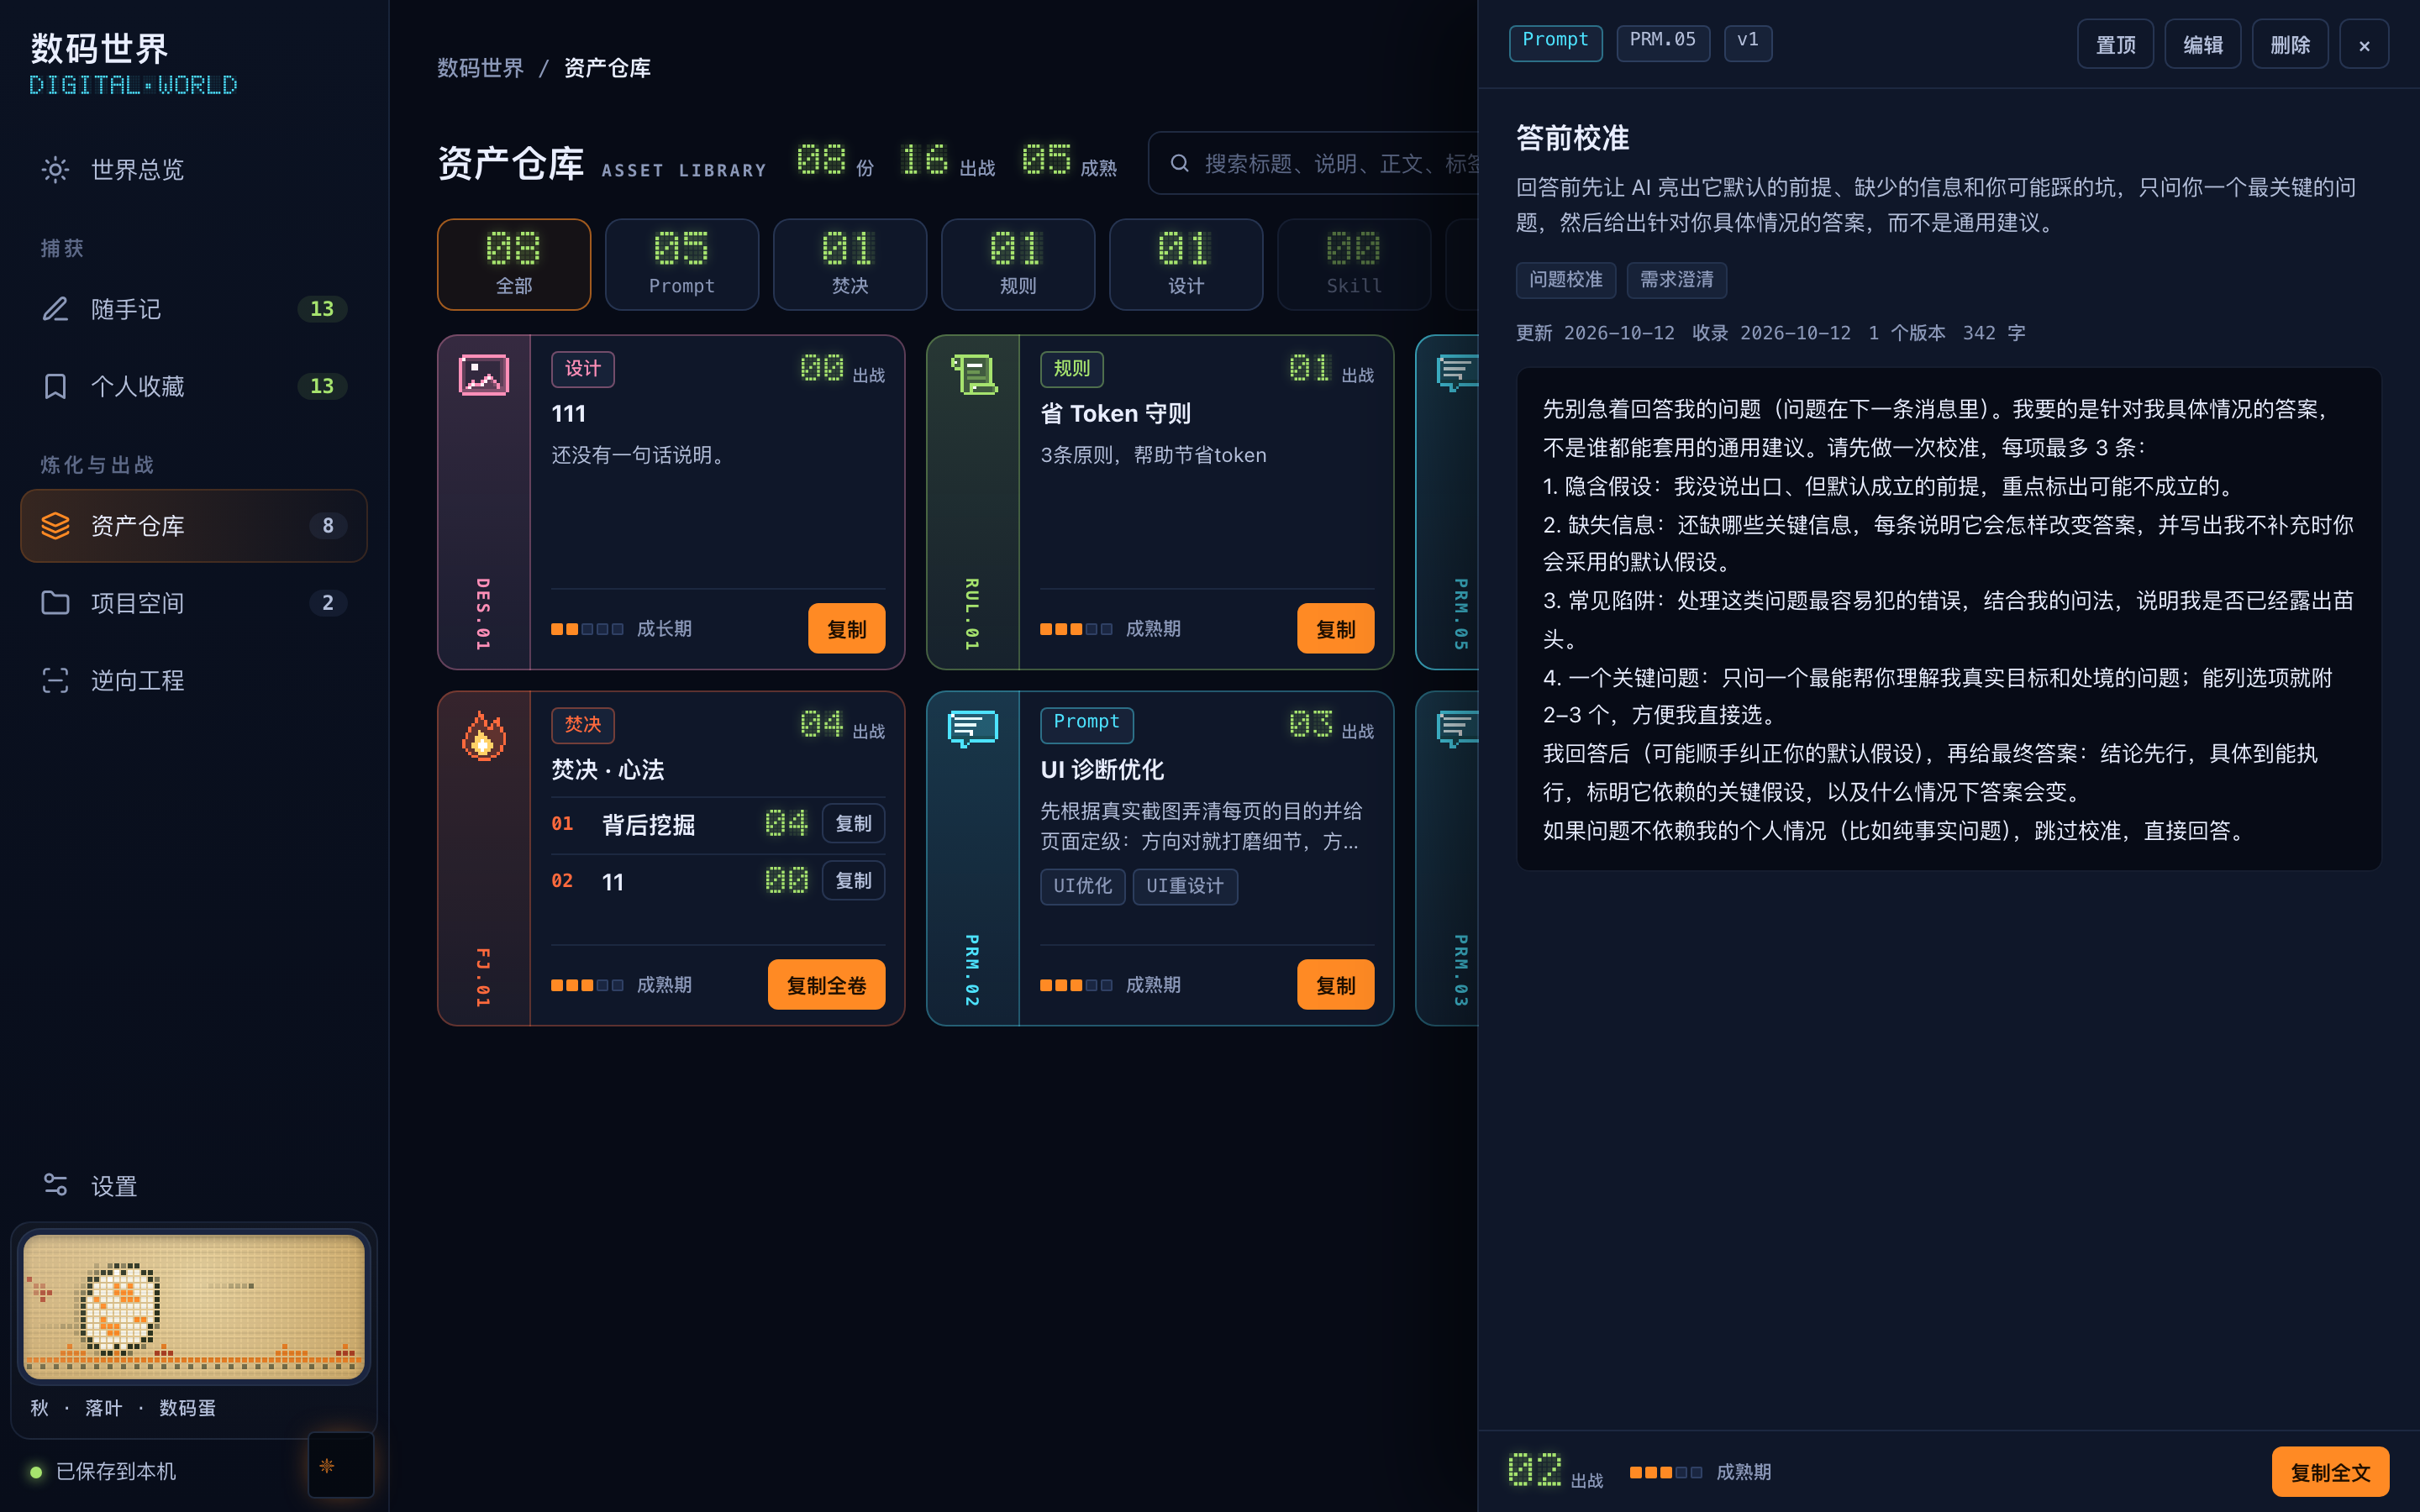 数码世界
DIGITAL·WORLD
世界总览
捕获
随手记 13
个人收藏 13
炼化与出战
资产仓库 8
项目空间 2
逆向工程
设置
秋 · 落叶 · 数码蛋
已保存到本机
数码世界 / 资产仓库
资产仓库 ASSET LIBRARY 08 份 16 出战 05 成熟
搜索标题、说明、正文、标签
08 全部
05 Prompt
01 焚决
01 规则
01 设计
00 Skill
DES.01
设计 00 出战
111
还没有一句话说明。
成长期 复制
RUL.01
规则 01 出战
省 Token 守则
3条原则，帮助节省token
成熟期 复制
PRM.05
FJ.01
焚决 04 出战
焚决 · 心法
01 背后挖掘 04 复制
02 11 00 复制
成熟期 复制全卷
PRM.02
Prompt 03 出战
UI 诊断优化
先根据真实截图弄清每页的目的并给
页面定级：方向对就打磨细节，方...
UI优化 UI重设计
成熟期 复制
PRM.03
Prompt PRM.05 v1 置顶 编辑 删除 ×
答前校准
回答前先让 AI 亮出它默认的前提、缺少的信息和你可能踩的坑，只问你一个最关键的问
题，然后给出针对你具体情况的答案，而不是通用建议。
问题校准 需求澄清
更新 2026-10-12 收录 2026-10-12 1 个版本 342 字
先别急着回答我的问题（问题在下一条消息里）。我要的是针对我具体情况的答案，
不是谁都能套用的通用建议。请先做一次校准，每项最多 3 条：
1. 隐含假设：我没说出口、但默认成立的前提，重点标出可能不成立的。
2. 缺失信息：还缺哪些关键信息，每条说明它会怎样改变答案，并写出我不补充时你
会采用的默认假设。
3. 常见陷阱：处理这类问题最容易犯的错误，结合我的问法，说明我是否已经露出苗
头。
4. 一个关键问题：只问一个最能帮你理解我真实目标和处境的问题；能列选项就附
2–3 个，方便我直接选。
我回答后（可能顺手纠正你的默认假设），再给最终答案：结论先行，具体到能执
行，标明它依赖的关键假设，以及什么情况下答案会变。
如果问题不依赖我的个人情况（比如纯事实问题），跳过校准，直接回答。
02 出战 成熟期 复制全文